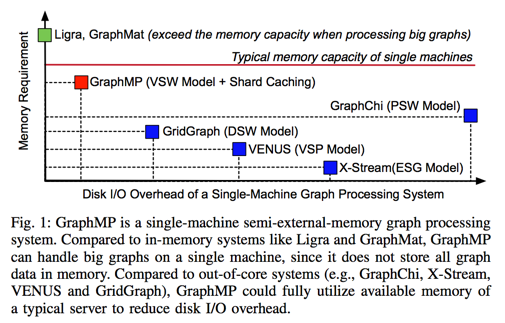 Ligra, GraphMat (exceed the memory capacity when processing big graphs)
Typical memory capacity of single machines
GraphMP (VSW Model + Shard Caching)
GraphChi (PSW Model)
GridGraph (DSW Model)
VENUS (VSP Model)
X-Stream(ESG Model)
Memory Requirement
Disk I/O Overhead of a Single-Machine Graph Processing System
Fig. 1: GraphMP is a single-machine semi-external-memory graph processing
system. Compared to in-memory systems like Ligra and GraphMat, GraphMP
can handle big graphs on a single machine, since it does not store all graph
data in memory. Compared to out-of-core systems (e.g., GraphChi, X-Stream,
VENUS and GridGraph), GraphMP could fully utilize available memory of
a typical server to reduce disk I/O overhead.